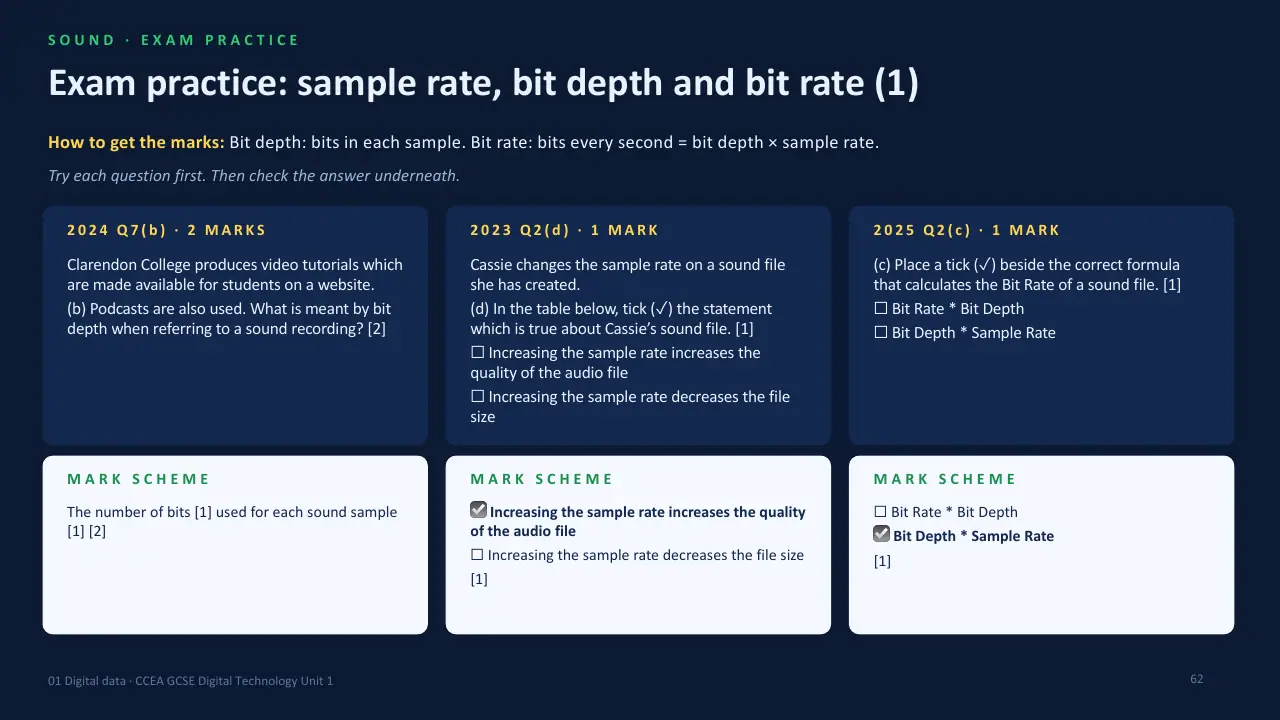 SOUND · EXAM PRACTICE
Exam practice: sample rate, bit depth and bit rate (1)
How to get the marks: Bit depth: bits in each sample. Bit rate: bits every second = bit depth × sample rate.
Try each question first. Then check the answer underneath.
2024 Q7(b) · 2 MARKS
Clarendon College produces video tutorials which
are made available for students on a website.
(b) Podcasts are also used. What is meant by bit
depth when referring to a sound recording? [2]
MARK SCHEME
The number of bits [1] used for each sound sample
[1] [2]
2023 Q2(d) · 1 MARK
Cassie changes the sample rate on a sound file
she has created.
(d) In the table below, tick (✓) the statement
which is true about Cassie’s sound file. [1]
☐ Increasing the sample rate increases the
quality of the audio file
☐ Increasing the sample rate decreases the file
size
MARK SCHEME
☑ Increasing the sample rate increases the quality
of the audio file
☐ Increasing the sample rate decreases the file size
[1]
2025 Q2(c) · 1 MARK
(c) Place a tick (✓) beside the correct formula
that calculates the Bit Rate of a sound file. [1]
☐ Bit Rate * Bit Depth
☐ Bit Depth * Sample Rate
MARK SCHEME
☐ Bit Rate * Bit Depth
☑ Bit Depth * Sample Rate
[1]
01 Digital data · CCEA GCSE Digital Technology Unit 1
62